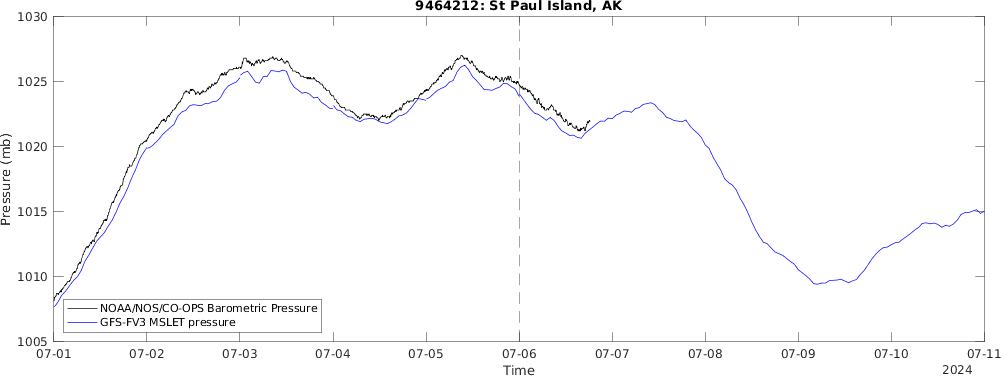 9464212: St Paul Island, AK
1030
1025
1020
1015
1010
1005
Pressure (mb)
NOAA/NOS/CO-OPS Barometric Pressure
GFS-FV3 MSLET pressure
07-01 07-02 07-03 07-04 07-05 07-06 07-07 07-08 07-09 07-10 07-11
Time
2024